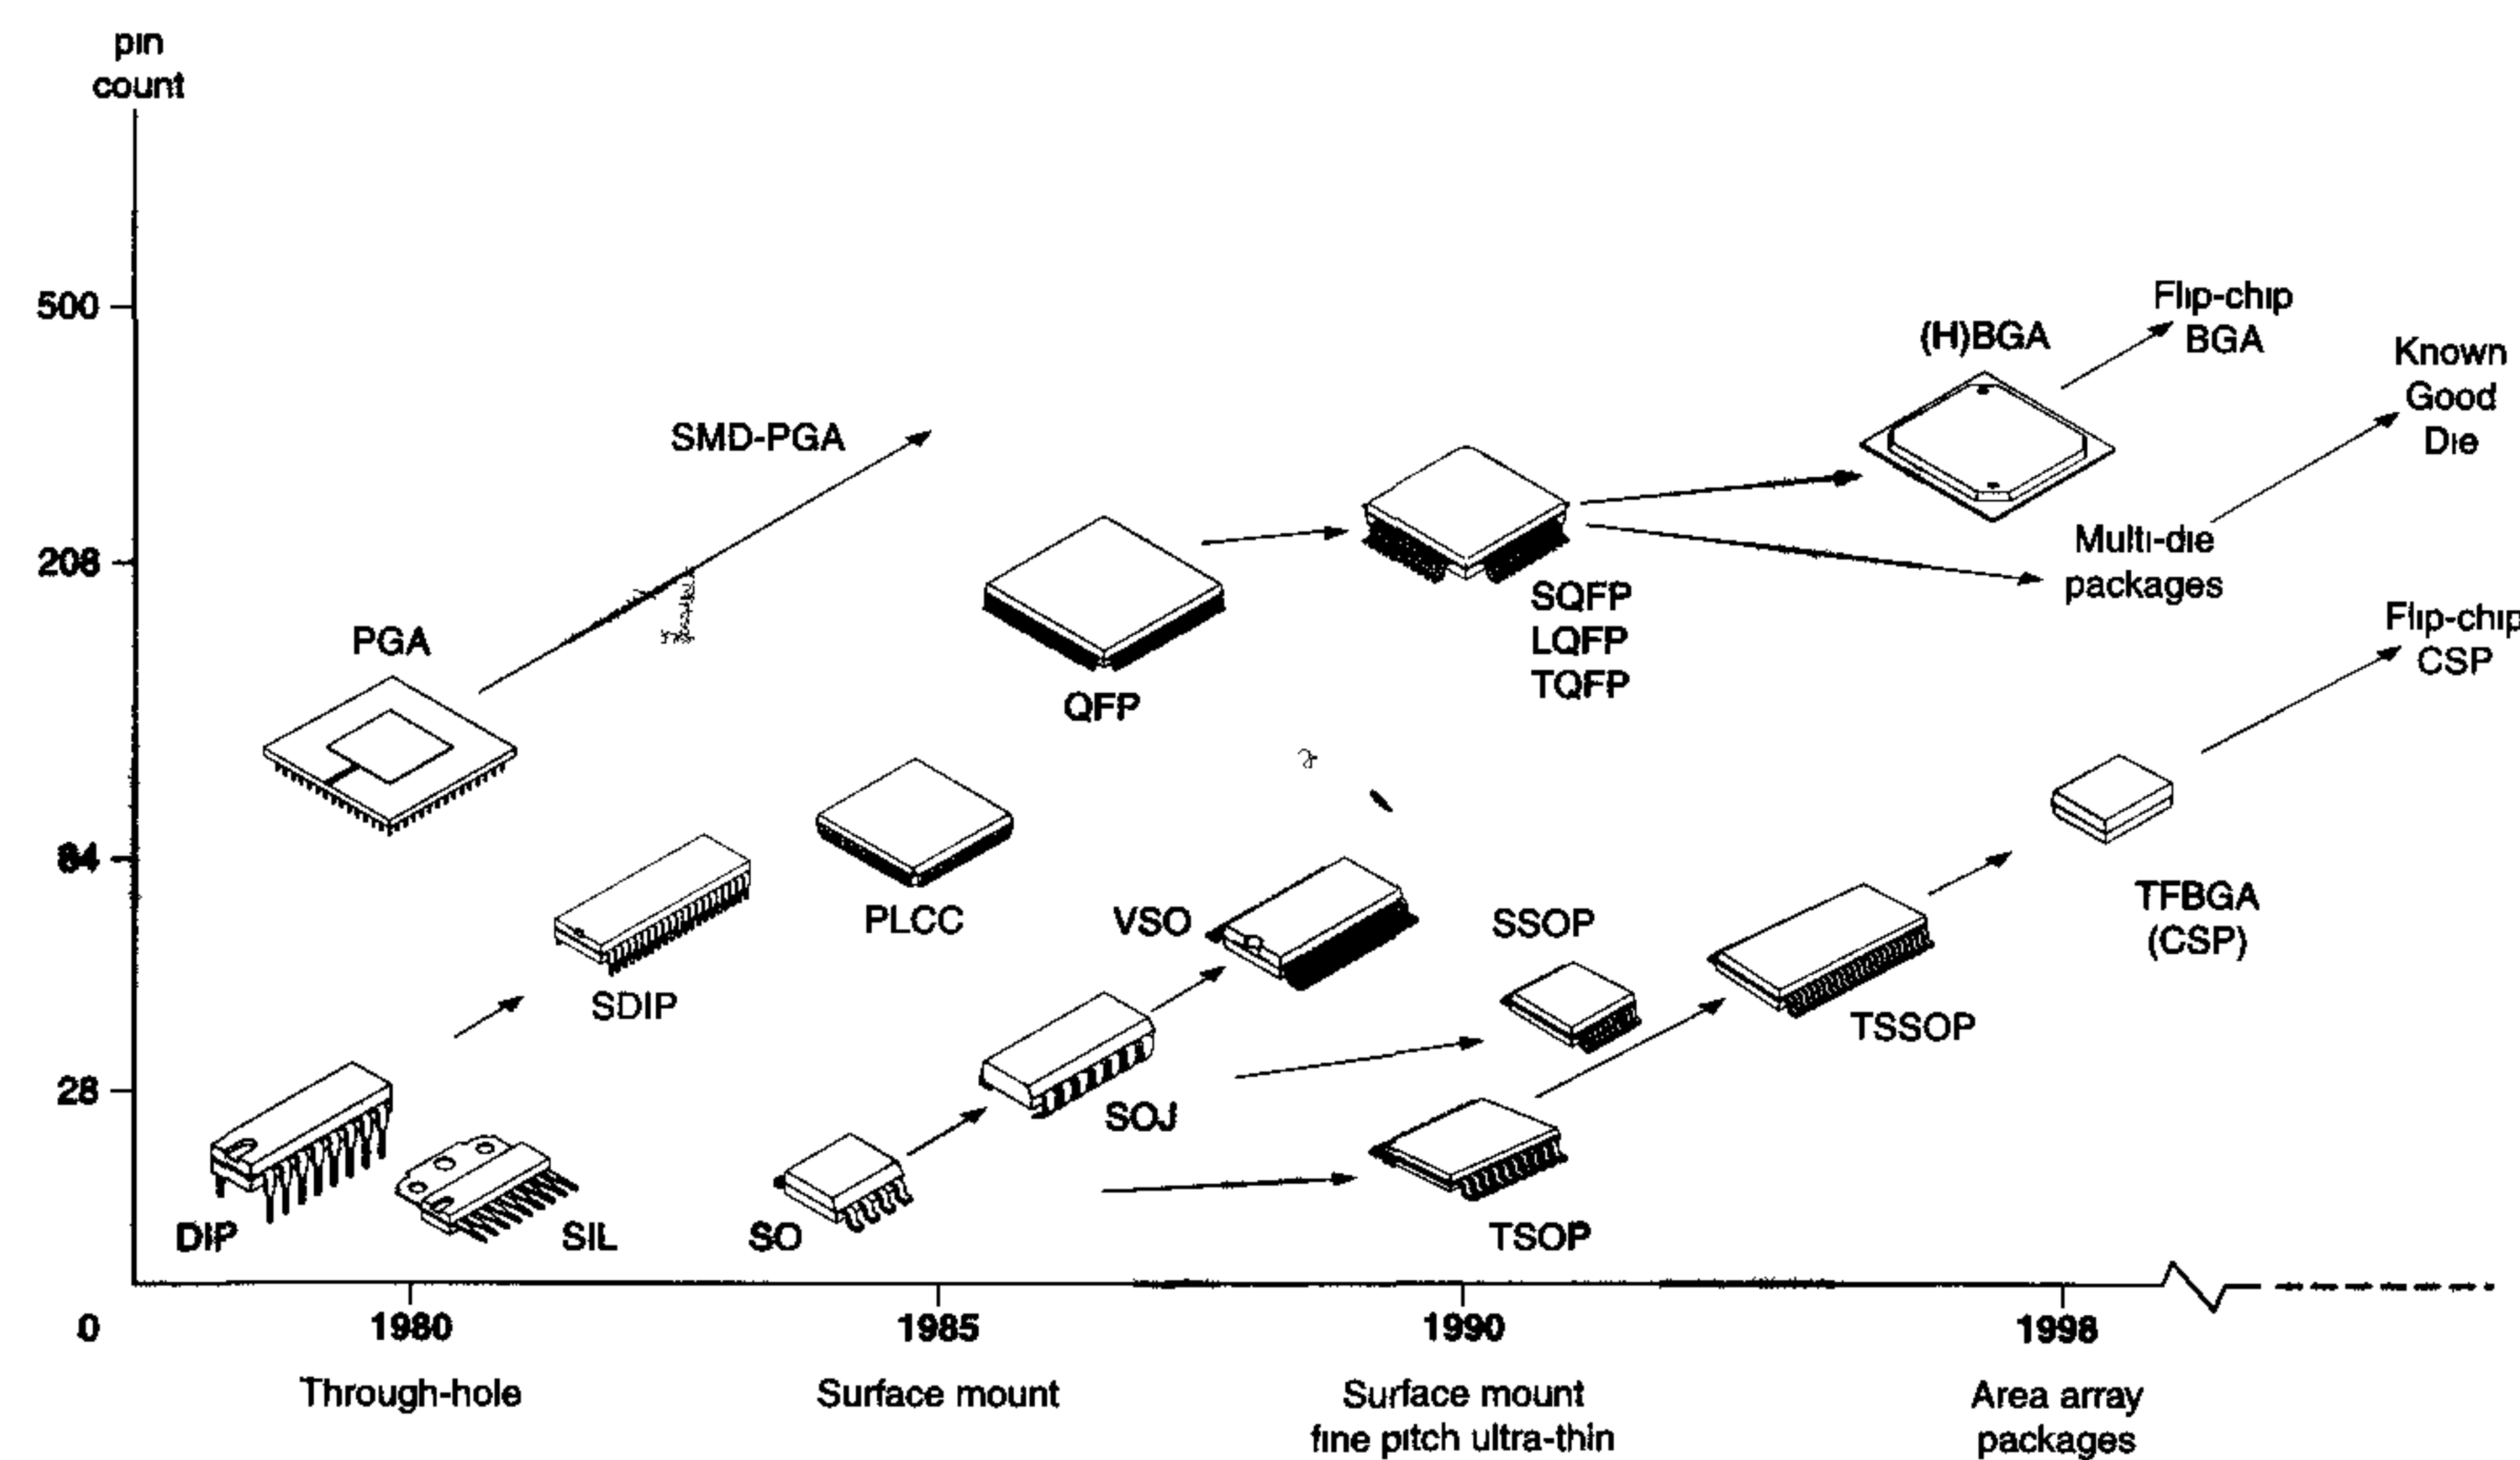 pin
count
500
208
84
28
0
1980
1985
1990
1998
Through-hole
Surface mount
Surface mount
fine pitch ultra-thin
Area array
packages
PGA
SMD-PGA
DIP
SIL
SDIP
PLCC
QFP
SO
SOJ
VSO
SSOP
TSOP
TSSOP
SQFP
LQFP
TQFP
(H)BGA
Flip-chip
BGA
Known
Good
Die
Multi-die
packages
Flip-chip
CSP
TFBGA
(CSP)